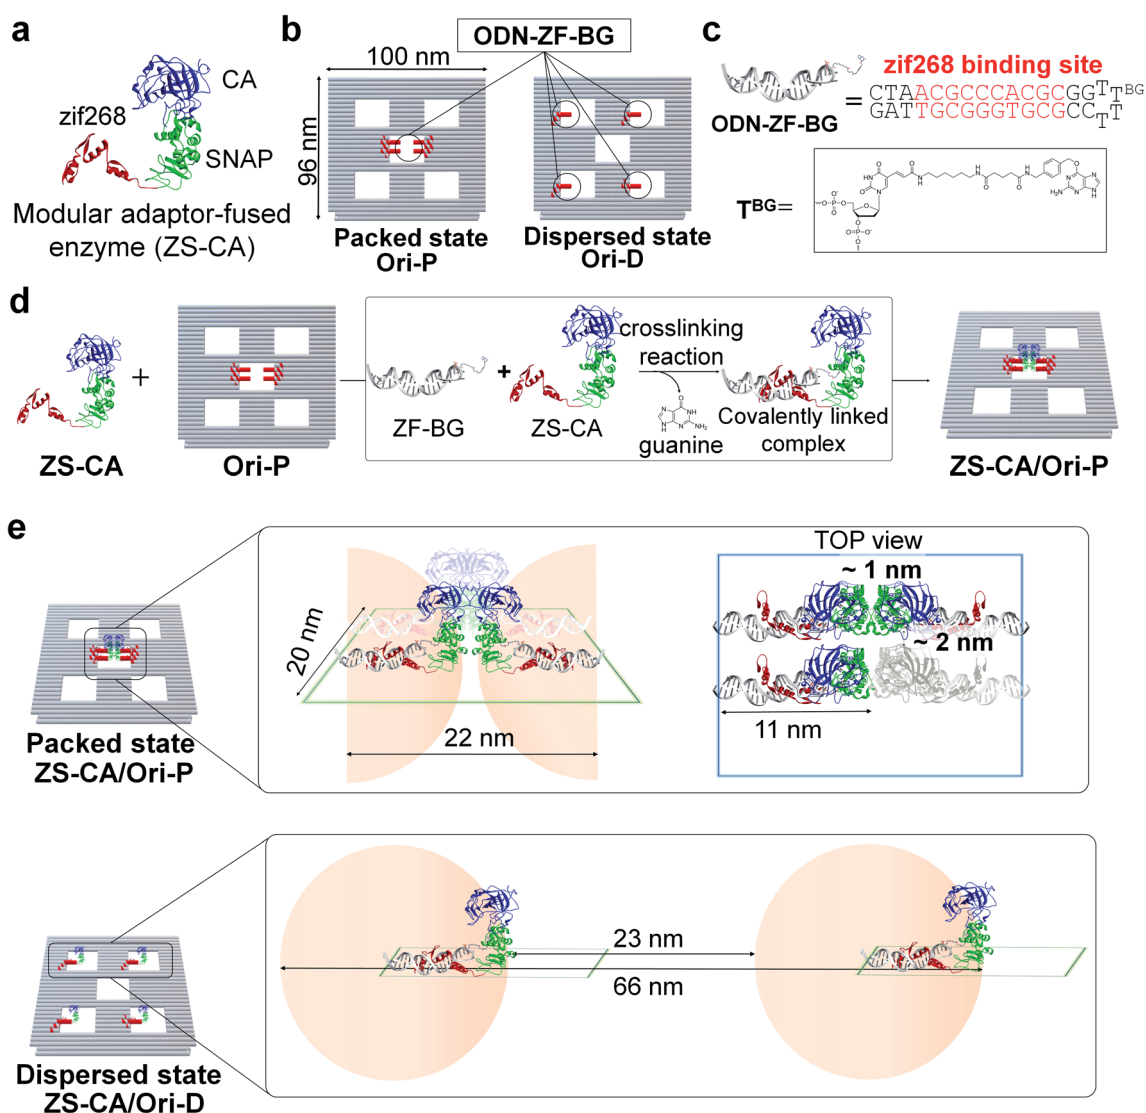 a
CA
zif268
SNAP
Modular adaptor-fused
enzyme (ZS-CA)
b
ODN-ZF-BG
100 nm
96 nm
Packed state
Ori-P
Dispersed state
Ori-D
c
zif268 binding site
ODN-ZF-BG
=
CTAACGCCCACGCGGTTBG
GATTGCGGGTGCGCCTT
TBG=
d
ZS-CA
+
Ori-P
ZF-BG
+
ZS-CA
crosslinking
reaction
guanine
Covalently linked
complex
ZS-CA/Ori-P
e
Packed state
ZS-CA/Ori-P
20 nm
22 nm
TOP view
~ 1 nm
~ 2 nm
11 nm
Dispersed state
ZS-CA/Ori-D
23 nm
66 nm